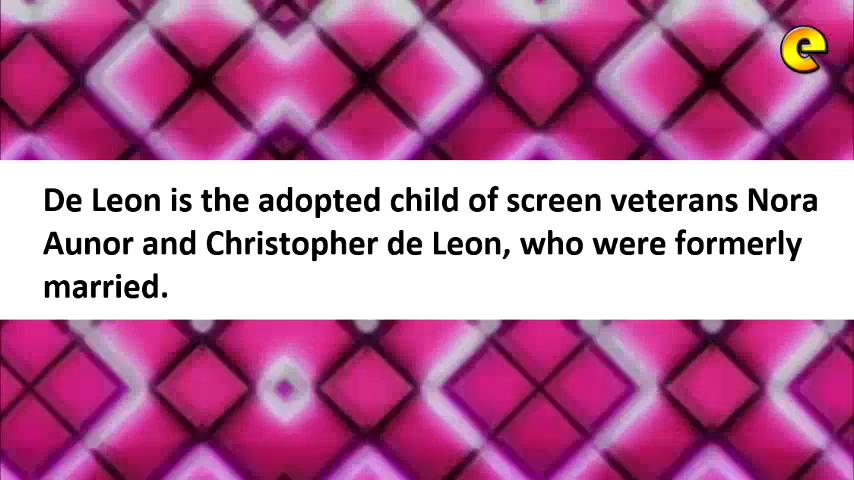 e
De Leon is the adopted child of screen veterans Nora
Aunor and Christopher de Leon, who were formerly
married.